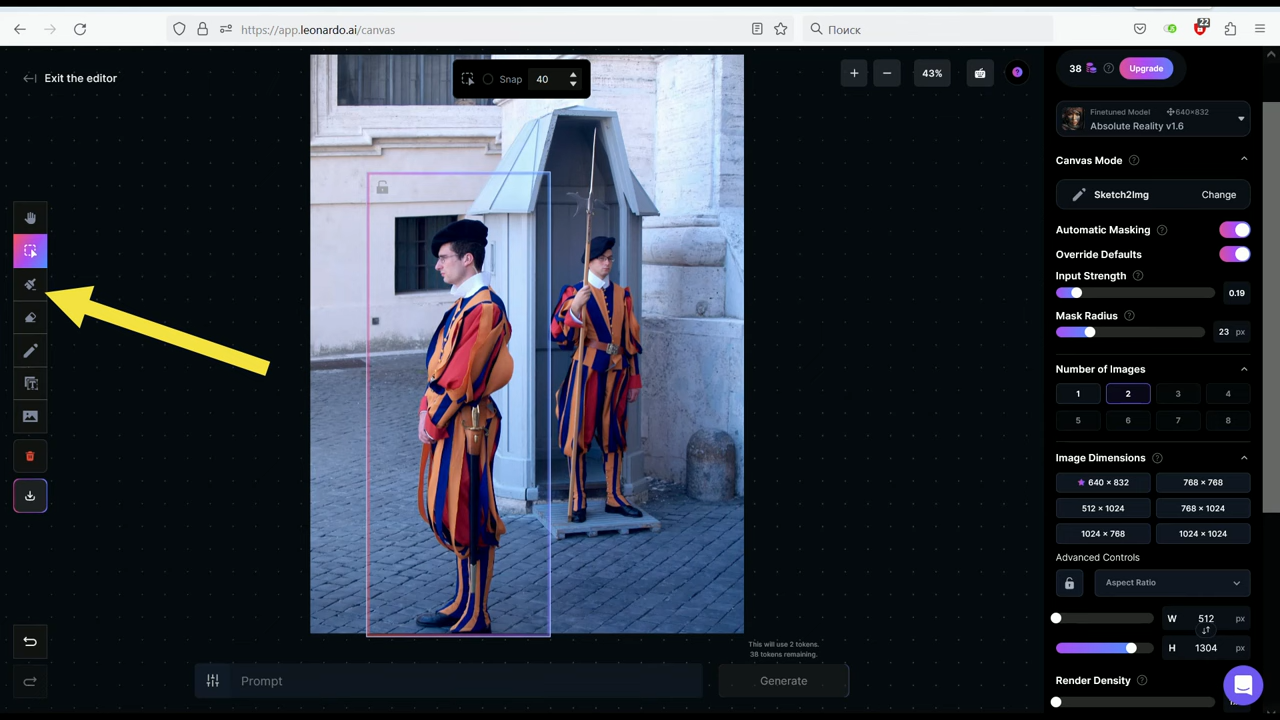 https://app.leonardo.ai/canvas
Поиск
22
Exit the editor
Snap 40
43%
38 Upgrade
Finetuned Model 640×832
Absolute Reality v1.6
Canvas Mode
Sketch2Img Change
Automatic Masking
Override Defaults
Input Strength
0.19
Mask Radius
23 px
Number of Images
1 2 3 4
5 6 7 8
Image Dimensions
640 × 832 768 × 768
512 × 1024 768 × 1024
1024 × 768 1024 × 1024
Advanced Controls
Aspect Ratio
W 512 px
H 1304 px
Render Density
This will use 2 tokens.
38 tokens remaining.
Prompt
Generate